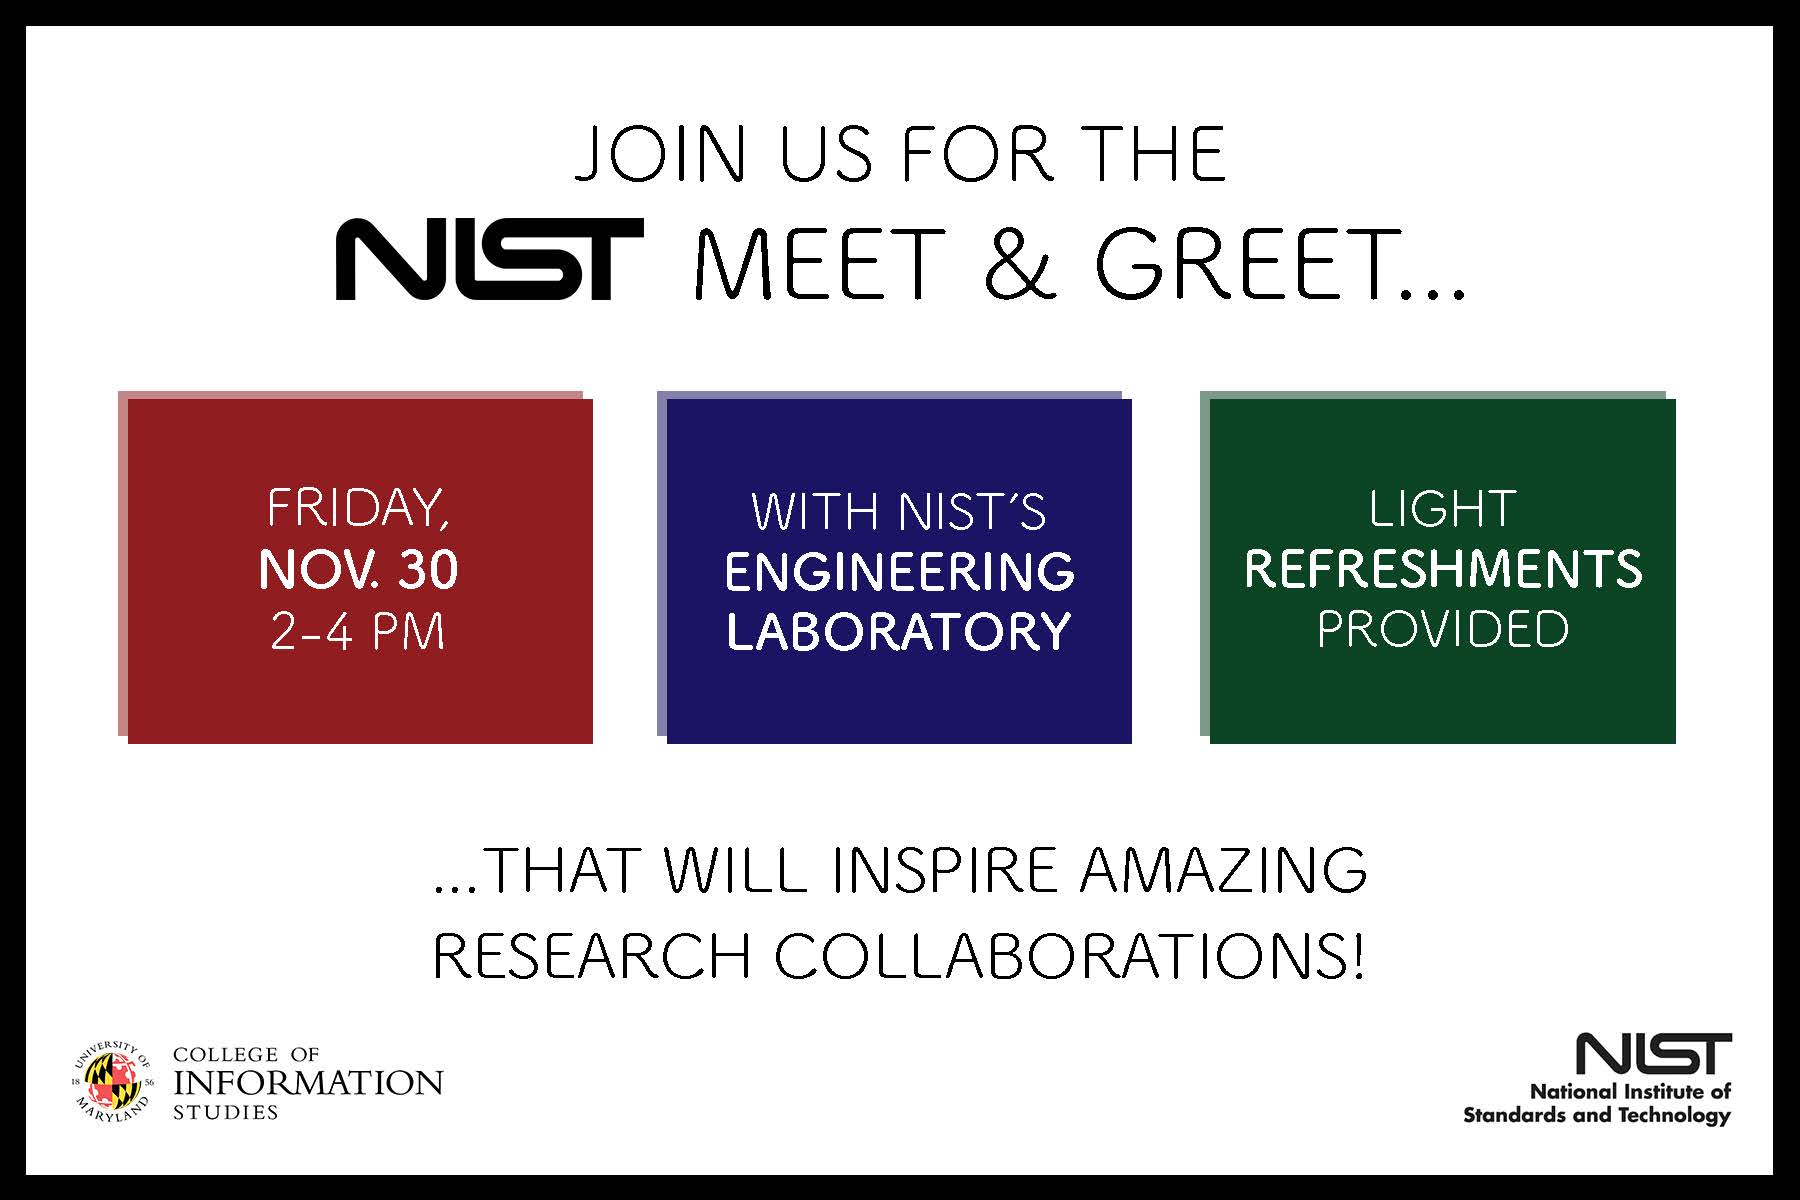 JOIN US FOR THE
NIST MEET & GREET...
FRIDAY,
NOV. 30
2-4 PM
WITH NIST'S
ENGINEERING
LABORATORY
LIGHT
REFRESHMENTS
PROVIDED
...THAT WILL INSPIRE AMAZING
RESEARCH COLLABORATIONS!
UNIVERSITY OF
18 56
MARYLAND
COLLEGE OF
INFORMATION
STUDIES
NIST
National Institute of
Standards and Technology